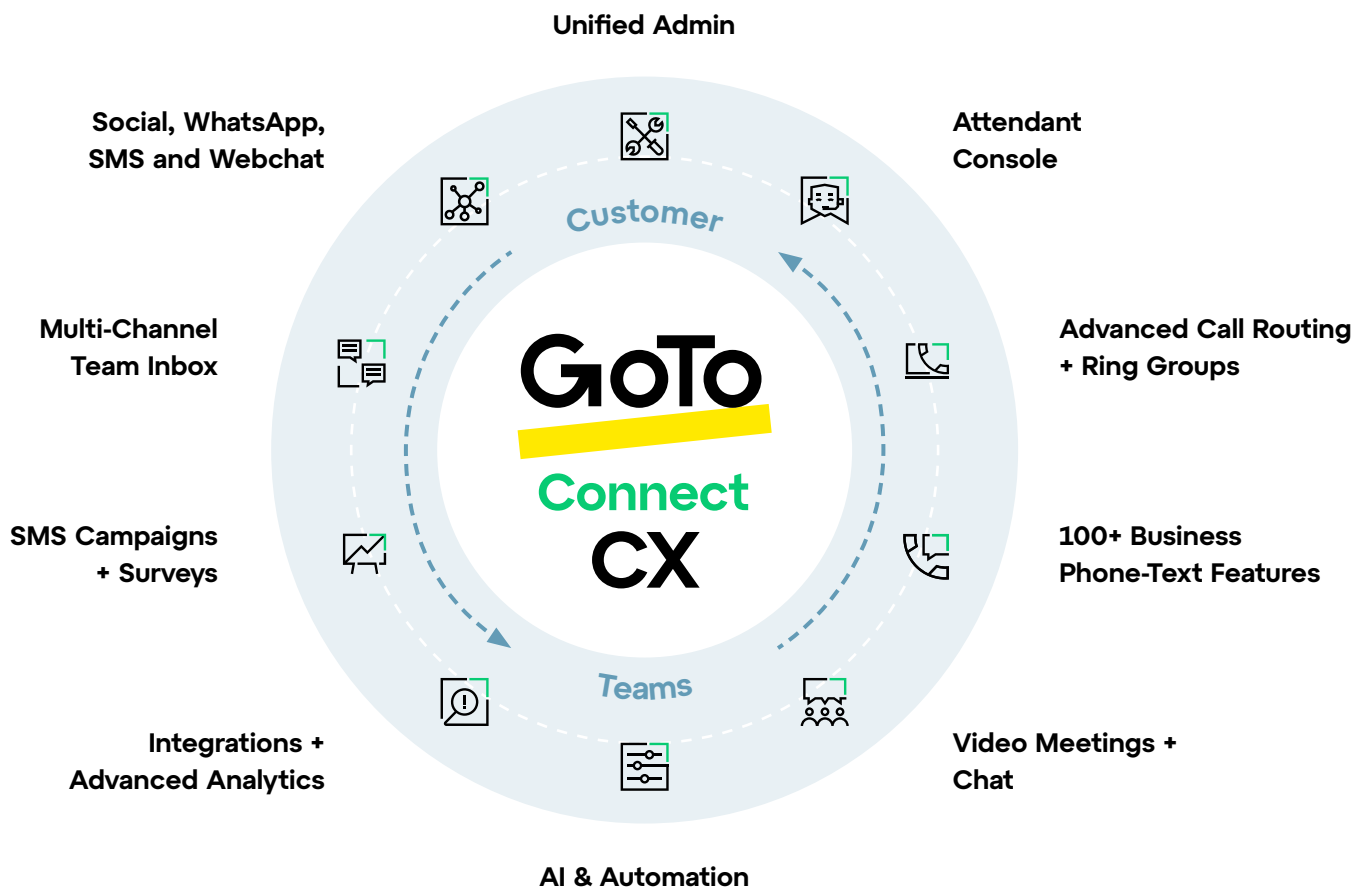 Unified Admin
Social, WhatsApp,
SMS and Webchat
Attendant
Console
Customer
Multi-Channel
Team Inbox
Advanced Call Routing
+ Ring Groups
GoTo
Connect
CX
SMS Campaigns
+ Surveys
100+ Business
Phone-Text Features
Teams
Integrations +
Advanced Analytics
Video Meetings +
Chat
AI & Automation